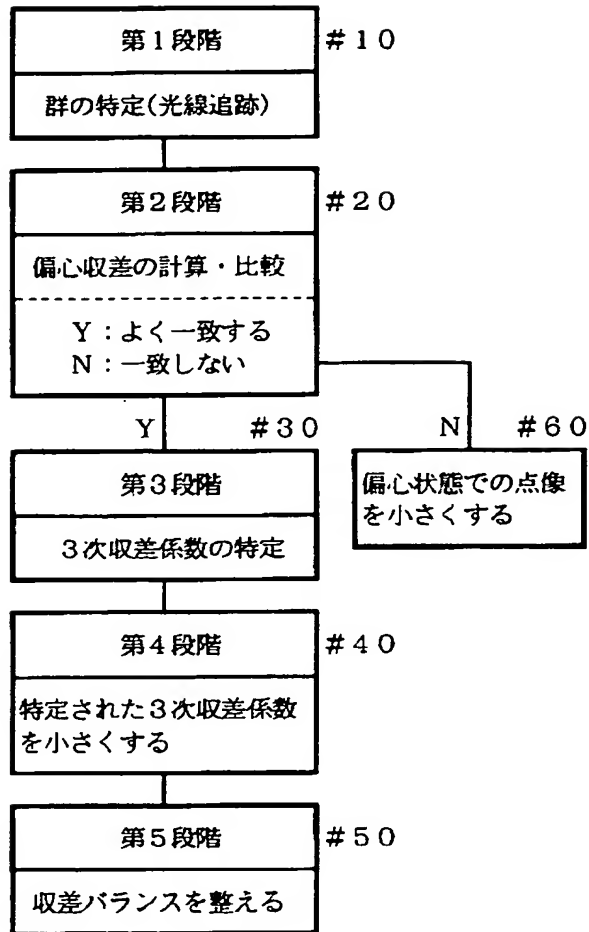 第1段階 #10
群の特定(光線追跡)
第2段階 #20
偏心収差の計算・比較
Y:よく一致する
N:一致しない
Y #30 N #60
第3段階
3次収差係数の特定
偏心状態での点像
を小さくする
第4段階 #40
特定された3次収差係数
を小さくする
第5段階 #50
収差バランスを整える